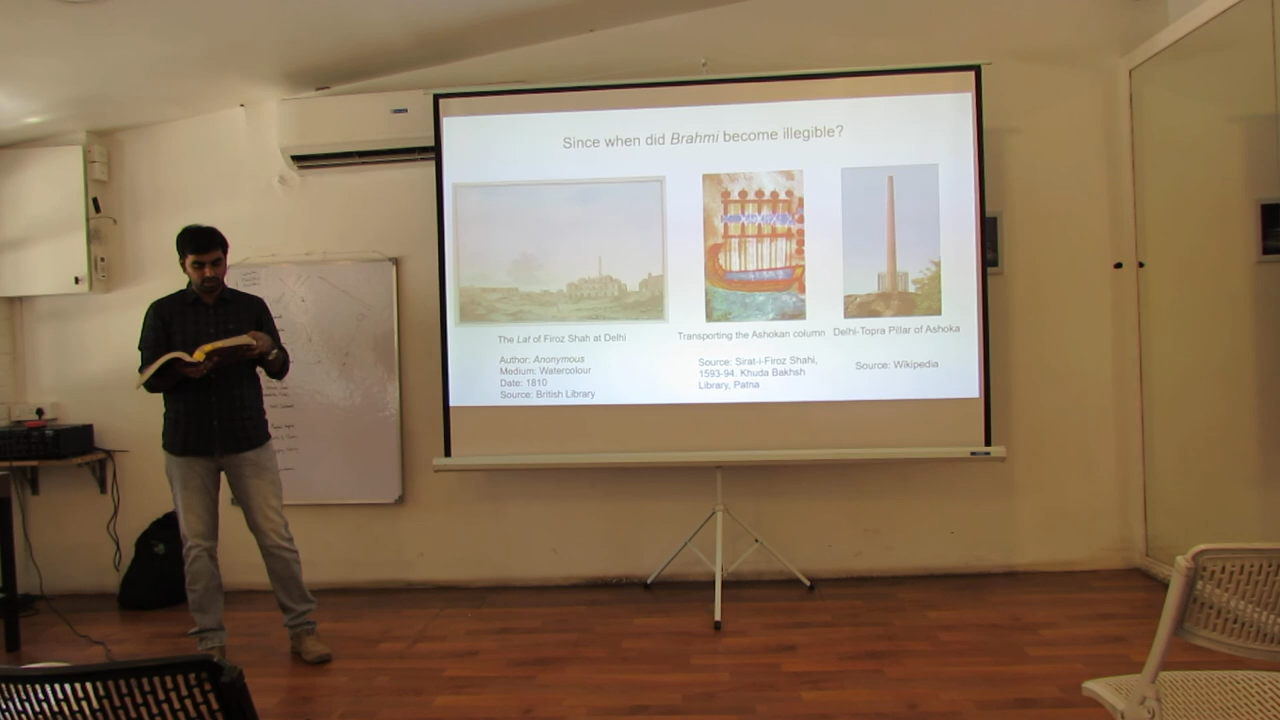 Since when did Brahmi become illegible?
The Lat of Firoz Shah at Delhi
Author: Anonymous
Medium: Watercolour
Date: 1810
Source: British Library
Transporting the Ashokan column
Source: Sirat-i-Firoz Shahi,
1593-94. Khuda Bakhsh
Library, Patna
Delhi-Topra Pillar of Ashoka
Source: Wikipedia